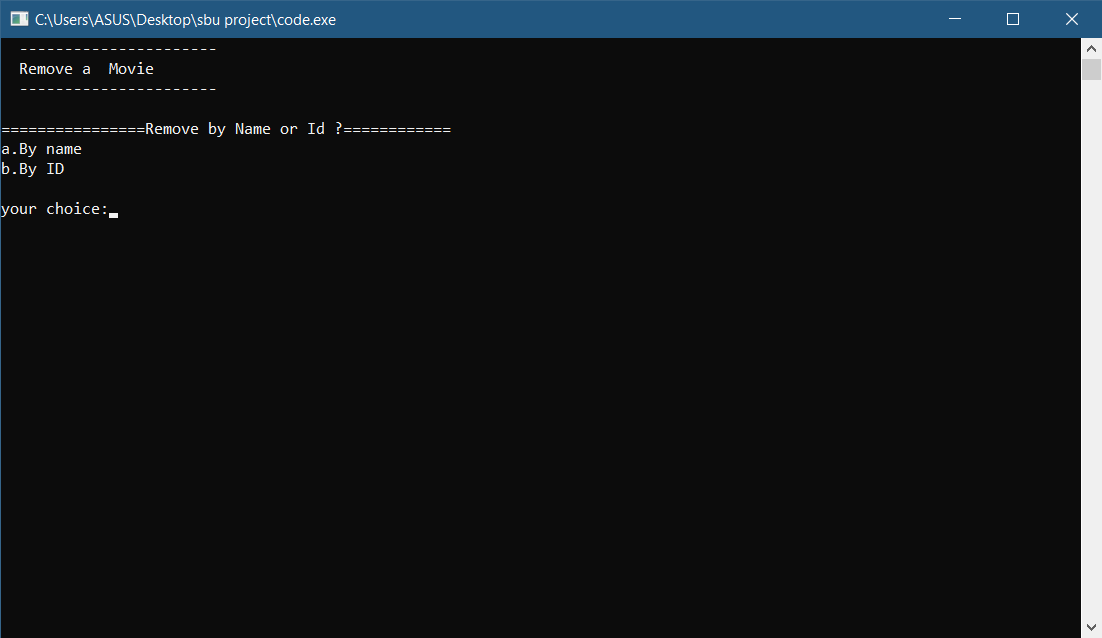 C:\Users\ASUS\Desktop\sbu project\code.exe
----------------------
Remove a  Movie
----------------------
================Remove by Name or Id ?============
a.By name
b.By ID
your choice: